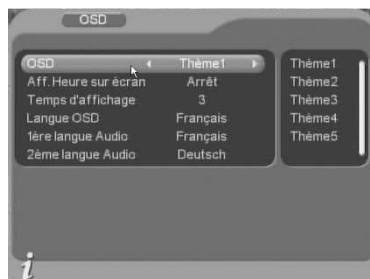 OSD
OSD Thème1
Aff. Heure sur écran Arrêt
Temps d'affichage 3
Langue OSD Français
1ère langue Audio Français
2ème langue Audio Deutsch
Thème1
Thème2
Thème3
Thème4
Thème5
i